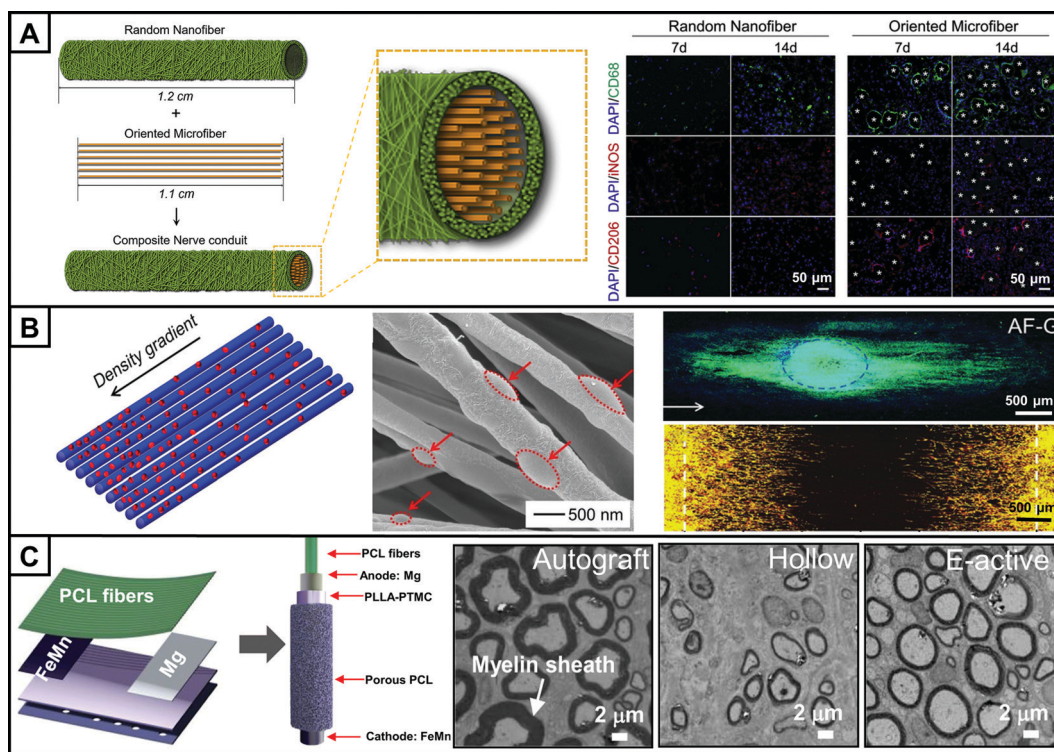 A
Random Nanofiber
1.2 cm
+
Oriented Microfiber
1.1 cm
Composite Nerve conduit
Random Nanofiber
7d
14d
Oriented Microfiber
7d
14d
DAPI/CD68
DAPI/iNOS
DAPI/CD206
50 μm
50 μm
B
Density gradient
500 nm
AF-G
500 μm
500 μm
C
PCL fibers
FeMn
Mg
PCL fibers
Anode: Mg
PLLA-PTMC
Porous PCL
Cathode: FeMn
Autograft
Myelin sheath
2 μm
Hollow
2 μm
E-active
2 μm